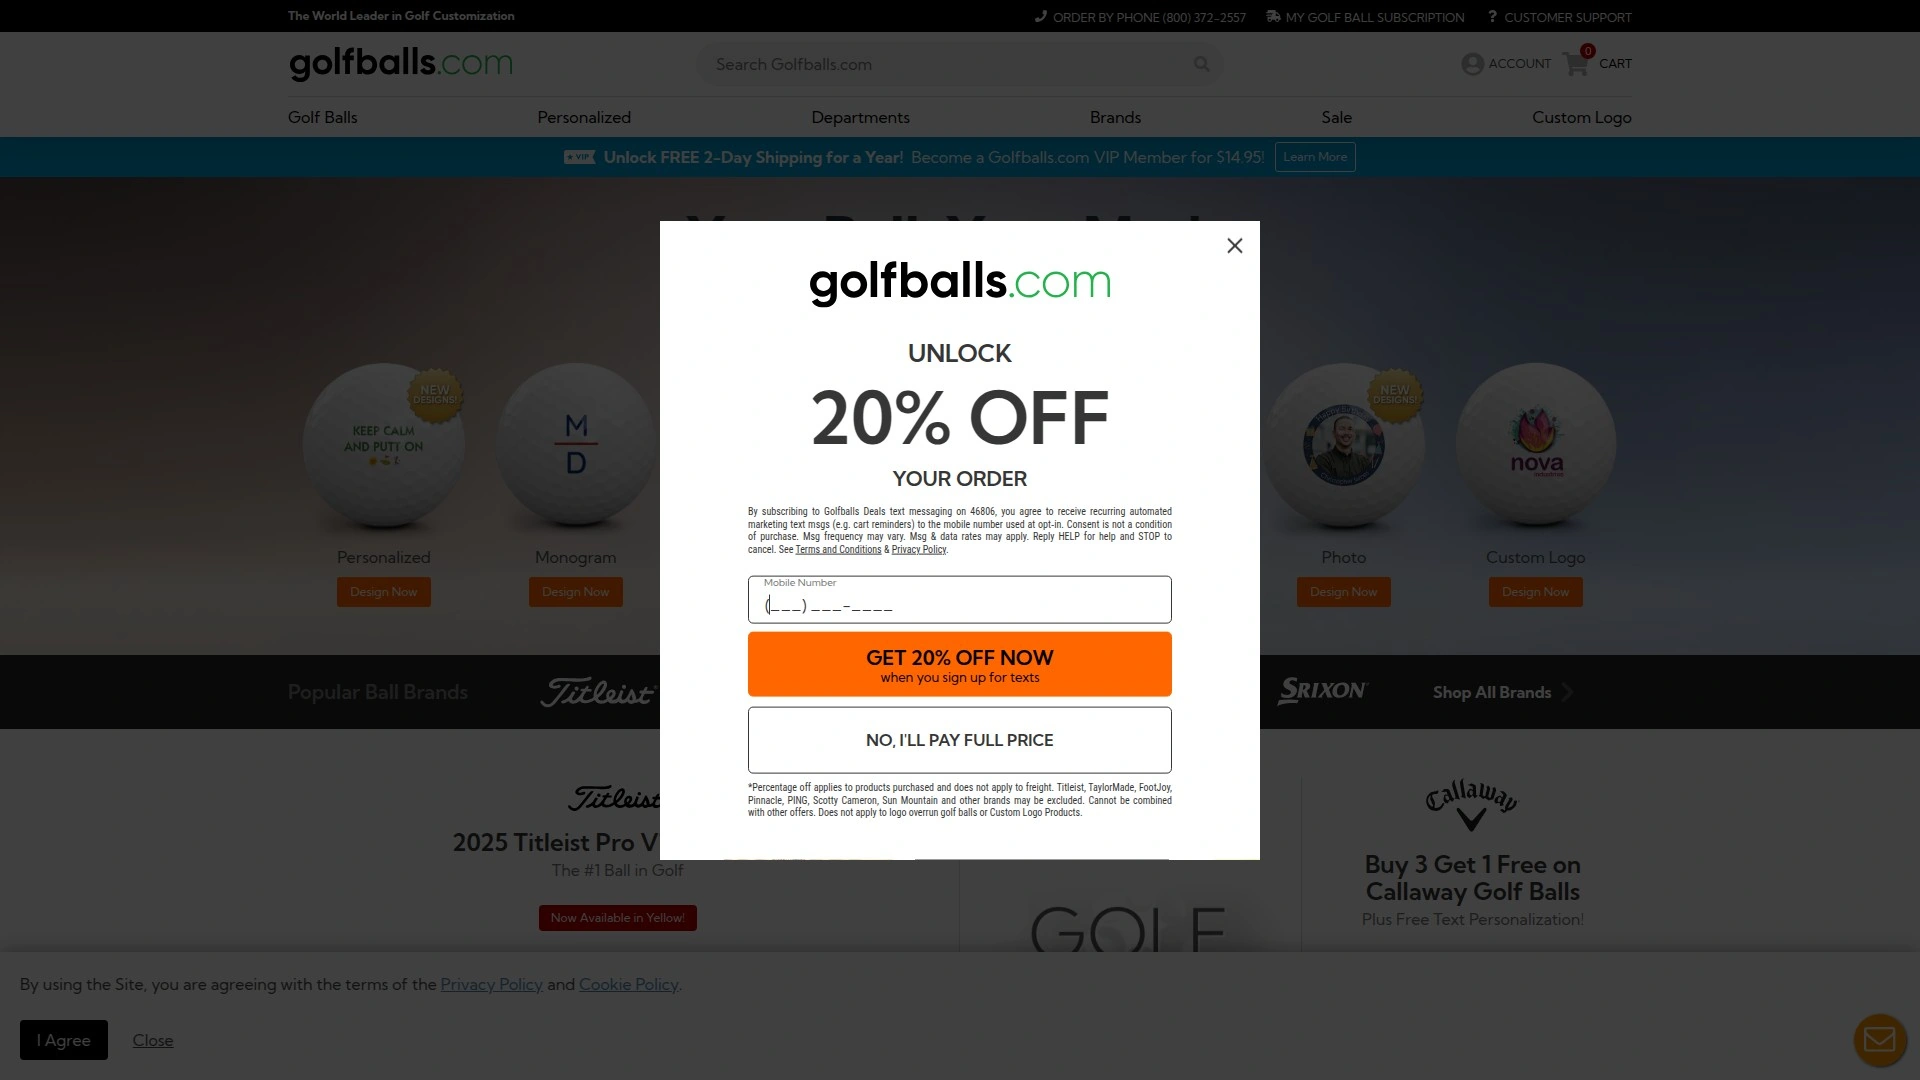 The World Leader in Golf Customization
ORDER BY PHONE (800) 372-2557
MY GOLF BALL SUBSCRIPTION
? CUSTOMER SUPPORT
golfballs.com
Search Golfballs.com
ACCOUNT
0
CART
Golf Balls
Personalized
Departments
Brands
Sale
Custom Logo
VIP Unlock FREE 2-Day Shipping for a Year! Become a Golfballs.com VIP Member for $14.95!
Learn More
golfballs.com
UNLOCK
20% OFF
YOUR ORDER
By subscribing to Golfballs Deals text messaging on 46806, you agree to receive recurring automated
marketing text msgs (e.g. cart reminders) to the mobile number used at opt-in. Consent is not a condition
of purchase. Msg frequency may vary. Msg & data rates may apply. Reply HELP for help and STOP to
cancel. See Terms and Conditions & Privacy Policy.
Mobile Number
(___) ___-____
GET 20% OFF NOW
when you sign up for texts
NO, I'LL PAY FULL PRICE
*Percentage off applies to products purchased and does not apply to freight. Titleist, TaylorMade, FootJoy,
Pinnacle, PING, Scotty Cameron, Sun Mountain and other brands may be excluded. Cannot be combined
with other offers. Does not apply to logo overrun golf balls or Custom Logo Products.
NEW
DESIGNS!
KEEP CALM
AND PUTT ON
M
D
NEW
DESIGNS!
nova
Personalized
Monogram
Photo
Custom Logo
Design Now
Design Now
Design Now
Design Now
Popular Ball Brands
Titleist
SRIXON
Shop All Brands
Titleist
2025 Titleist Pro V
The #1 Ball in Golf
Now Available in Yellow!
GOLF
Callaway
Buy 3 Get 1 Free on
Callaway Golf Balls
Plus Free Text Personalization!
By using the Site, you are agreeing with the terms of the Privacy Policy and Cookie Policy.
I Agree
Close